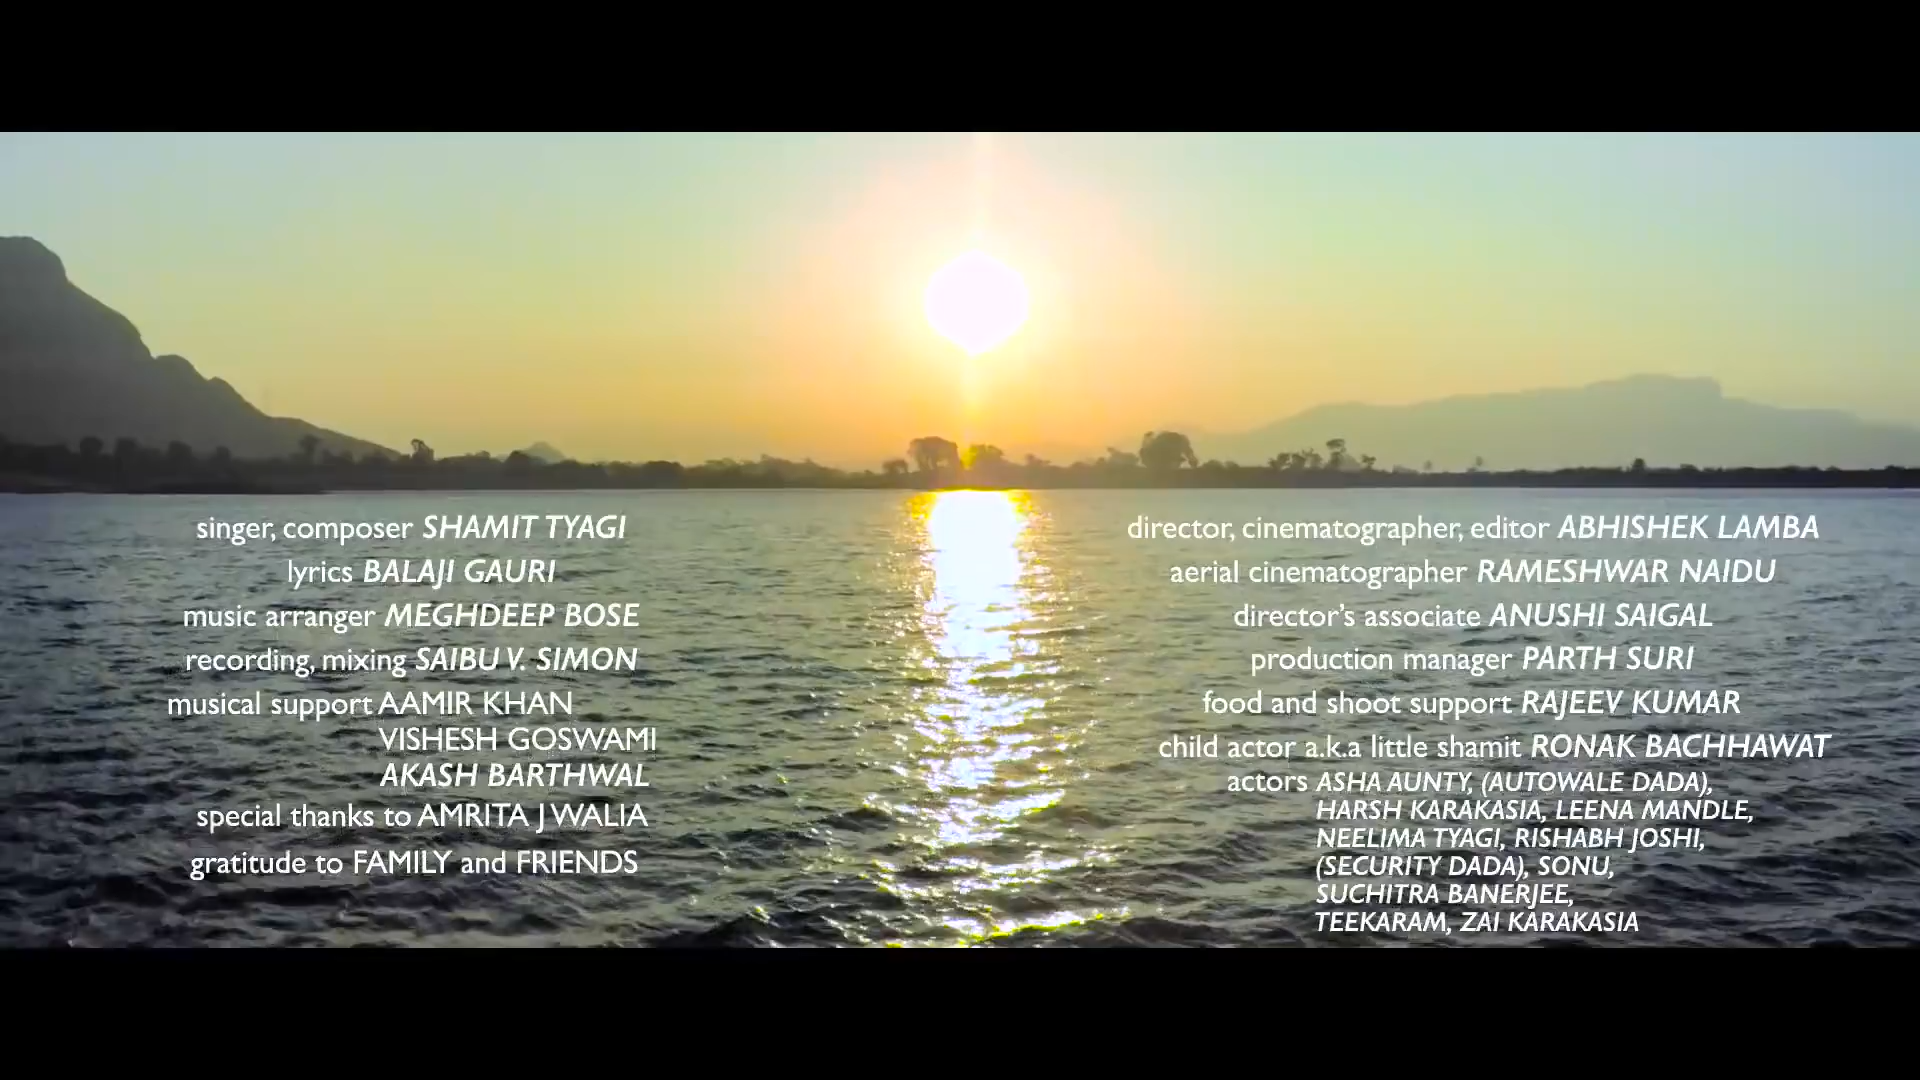 singer, composer SHAMIT TYAGI
lyrics BALAJI GAURI
music arranger MEGHDEEP BOSE
recording, mixing SAIBU V. SIMON
musical support AAMIR KHAN
VISHESH GOSWAMI
AKASH BARTHWAL
special thanks to AMRITA J WALIA
gratitude to FAMILY and FRIENDS
director, cinematographer, editor ABHISHEK LAMBA
aerial cinematographer RAMESHWAR NAIDU
director's associate ANUSHI SAIGAL
production manager PARTH SURI
food and shoot support RAJEEV KUMAR
child actor a.k.a little shamit RONAK BACHHAWAT
actors ASHA AUNTY, (AUTOWALE DADA),
HARSH KARAKASIA, LEENA MANDLE,
NEELIMA TYAGI, RISHABH JOSHI,
(SECURITY DADA), SONU,
SUCHITRA BANERJEE,
TEEKARAM, ZAI KARAKASIA